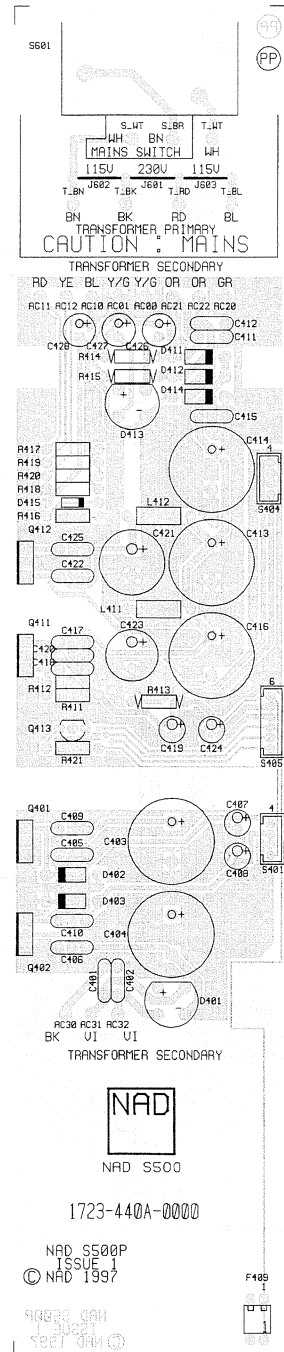 S601
PP
S_WT S_BR T_WT
WH BN
MAINS SWITCH WH
115V 230V 115V
J602 J601 J603
T_BN T_BK T_RD T_BL
BN BK RD BL
TRANSFORMER PRIMARY
CAUTION : MAINS
TRANSFORMER SECONDARY
RD YE BL Y/G Y/G OR OR GR
AC11 AC12 AC10 AC01 AC00 AC21 AC22 AC20
C428 C427 C426 C412
C411
R414 D411
R415 D412
D414
D413 C415
C414
R417
R419
R420
R418
D415
R416
4
S404
L412
Q412
C425 C421 C413
C422
L411
Q411
C417 C423 C416
C420
C418
R412
R411
R413
6
Q413
C419 C424
R421
S405
Q401
C409 C407 4
C405 C403
D402 C408 S401
D403
C410 C404
Q402 C406
C401 C402
D401
AC30 AC31 AC32
BK VI VI
TRANSFORMER SECONDARY
NAD
NAD S500
1723-440A-0000
NAD S500P
ISSUE 1
© NAD 1997
F409
1
1
NAD S500P
ISSUE 1
© NAD 1997